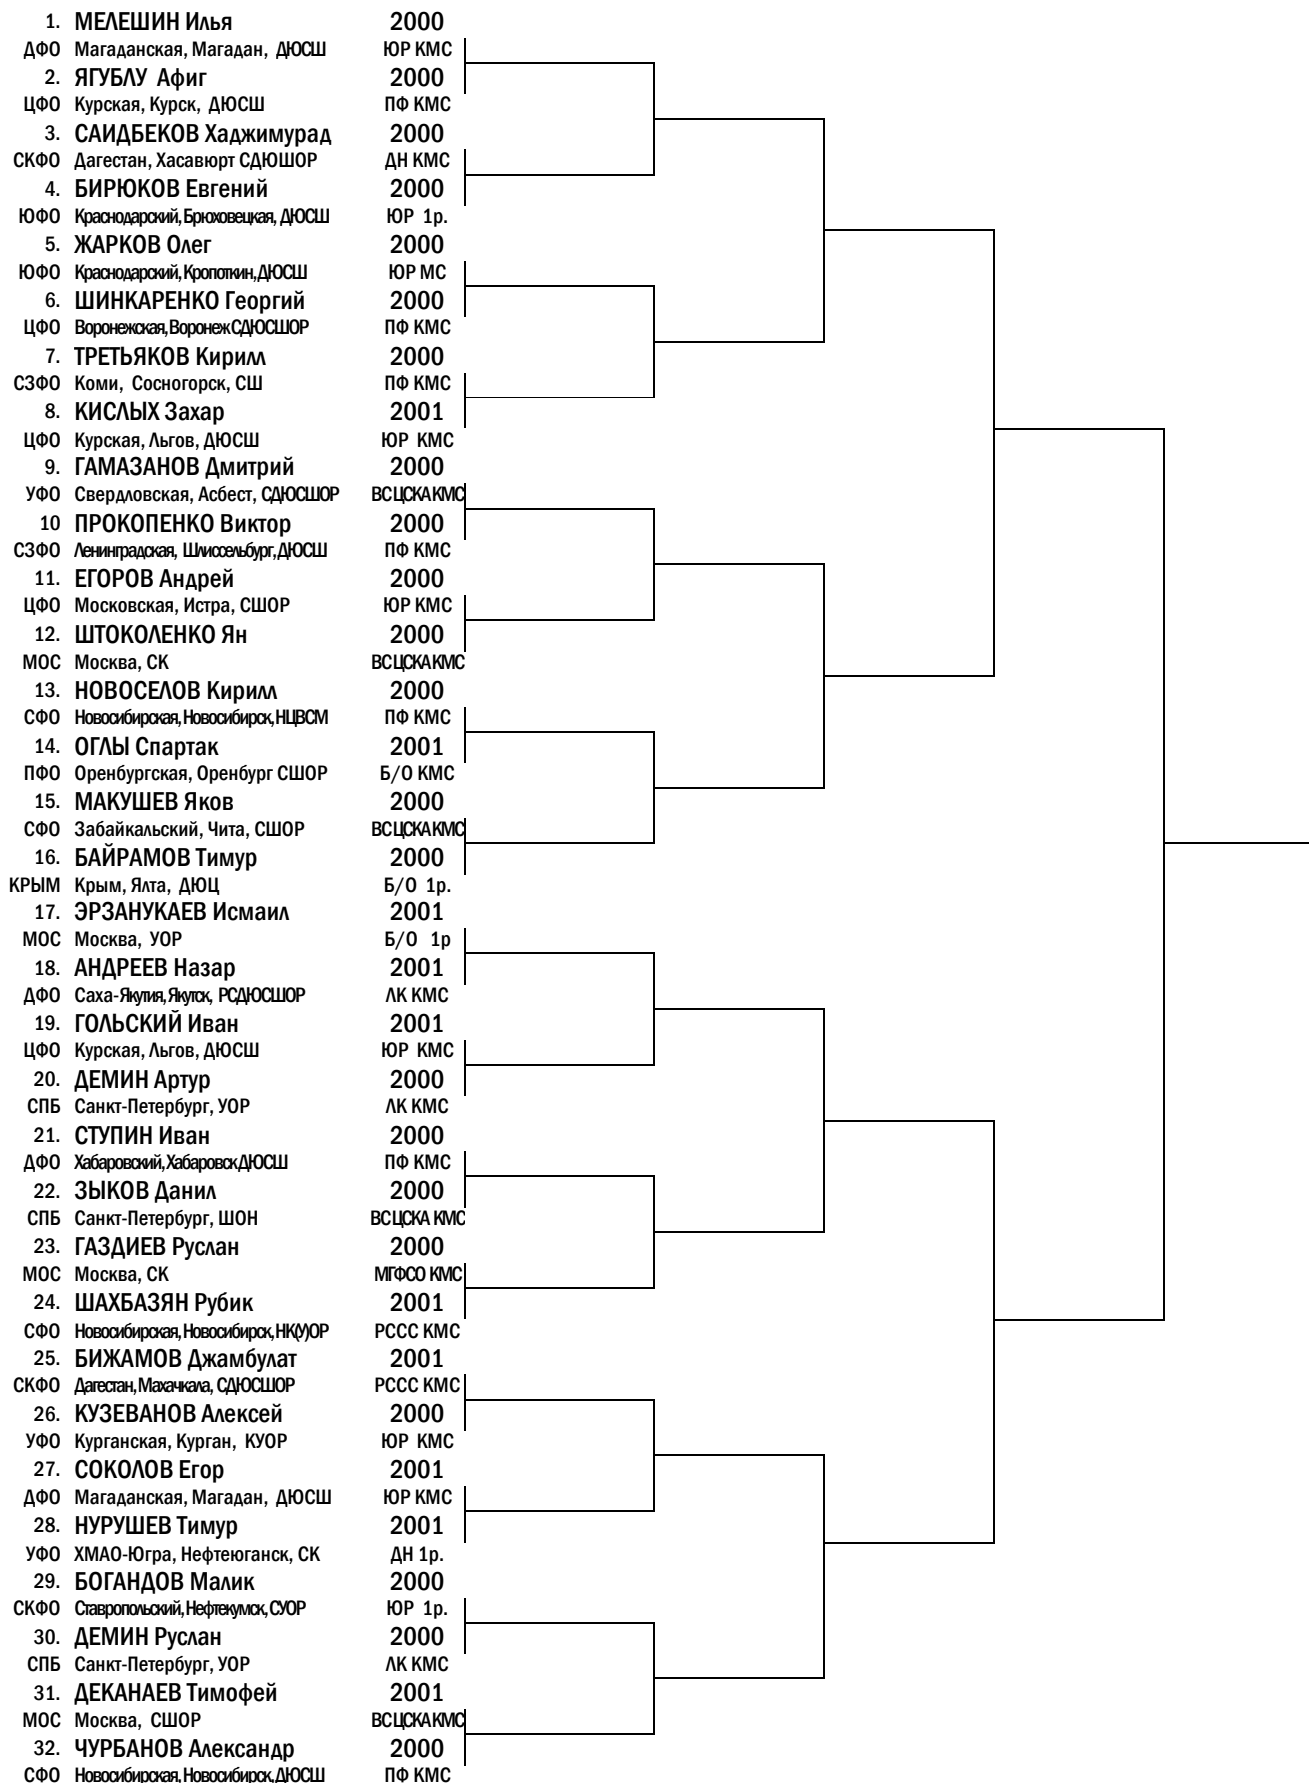 1. МЕЛЕШИН Илья 2000
ДФО Магаданская, Магадан, ДЮСШ ЮР КМС
2. ЯГУБЛУ Афиг 2000
ЦФО Курская, Курск, ДЮСШ ПФ КМС
3. САИДБЕКОВ Хаджимурад 2000
СКФО Дагестан, Хасавюрт СДЮШОР ДН КМС
4. БИРЮКОВ Евгений 2000
ЮФО Краснодарский, Брюховецкая, ДЮСШ ЮР 1р.
5. ЖАРКОВ Олег 2000
ЮФО Краснодарский, Кропоткин, ДЮСШ ЮР МС
6. ШИНКАРЕНКО Георгий 2000
ЦФО Воронежская, Воронеж СДЮСШОР ПФ КМС
7. ТРЕТЬЯКОВ Кирилл 2000
СЗФО Коми, Сосногорск, СШ ПФ КМС
8. КИСЛЫХ Захар 2001
ЦФО Курская, Льгов, ДЮСШ ЮР КМС
9. ГАМАЗАНОВ Дмитрий 2000
УФО Свердловская, Асбест, СДЮСШОР ВС ЦСКА КМС
10 ПРОКОПЕНКО Виктор 2000
СЗФО Ленинградская, Шлиссельбург, ДЮСШ ПФ КМС
11. ЕГОРОВ Андрей 2000
ЦФО Московская, Истра, СШОР ЮР КМС
12. ШТОКОЛЕНКО Ян 2000
МОС Москва, СК ВС ЦСКА КМС
13. НОВОСЕЛОВ Кирилл 2000
СФО Новосибирская, Новосибирск, НЦВСМ ПФ КМС
14. ОГЛЫ Спартак 2001
ПФО Оренбургская, Оренбург СШОР Б/О КМС
15. МАКУШЕВ Яков 2000
СФО Забайкальский, Чита, СШОР ВС ЦСКА КМС
16. БАЙРАМОВ Тимур 2000
КРЫМ Крым, Ялта, ДЮЦ Б/О 1р.
17. ЭРЗАНУКАЕВ Исмаил 2001
МОС Москва, УОР Б/О 1р
18. АНДРЕЕВ Назар 2001
ДФО Саха-Якутия, Якутск, РСДЮСШОР ЛК КМС
19. ГОЛЬСКИЙ Иван 2001
ЦФО Курская, Льгов, ДЮСШ ЮР КМС
20. ДЕМИН Артур 2000
СПБ Санкт-Петербург, УОР ЛК КМС
21. СТУПИН Иван 2000
ДФО Хабаровский, Хабаровск ДЮСШ ПФ КМС
22. ЗЫКОВ Данил 2000
СПБ Санкт-Петербург, ШОН ВС ЦСКА КМС
23. ГАЗДИЕВ Руслан 2000
МОС Москва, СК МГФСО КМС
24. ШАХБАЗЯН Рубик 2001
СФО Новосибирская, Новосибирск, НК(У)ОР РССС КМС
25. БИЖАМОВ Джамбулат 2001
СКФО Дагестан, Махачкала, СДЮСШОР РССС КМС
26. КУЗЕВАНОВ Алексей 2000
УФО Курганская, Курган, КУОР ЮР КМС
27. СОКОЛОВ Егор 2001
ДФО Магаданская, Магадан, ДЮСШ ЮР КМС
28. НУРУШЕВ Тимур 2001
УФО ХМАО-Югра, Нефтеюганск, СК ДН 1р.
29. БОГАНДОВ Малик 2000
СКФО Ставропольский, Нефтекумск, СУОР ЮР 1р.
30. ДЕМИН Руслан 2000
СПБ Санкт-Петербург, УОР ЛК КМС
31. ДЕКАНАЕВ Тимофей 2001
МОС Москва, СШОР ВС ЦСКА КМС
32. ЧУРБАНОВ Александр 2000
СФО Новосибирская, Новосибирск, ДЮСШ ПФ КМС